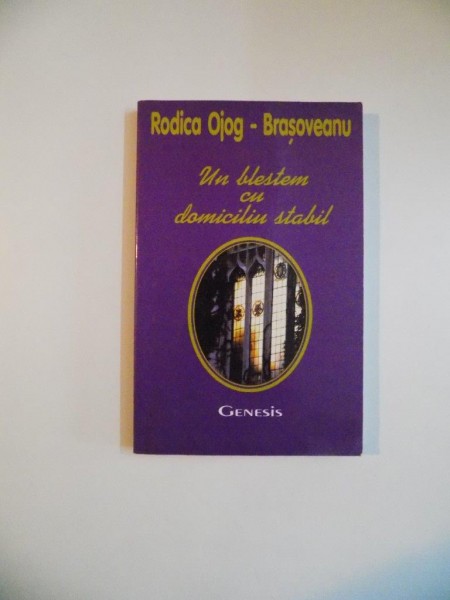 Rodica Ojog - Brașoveanu
Un blestem
cu
domiciliu stabil
GENESIS